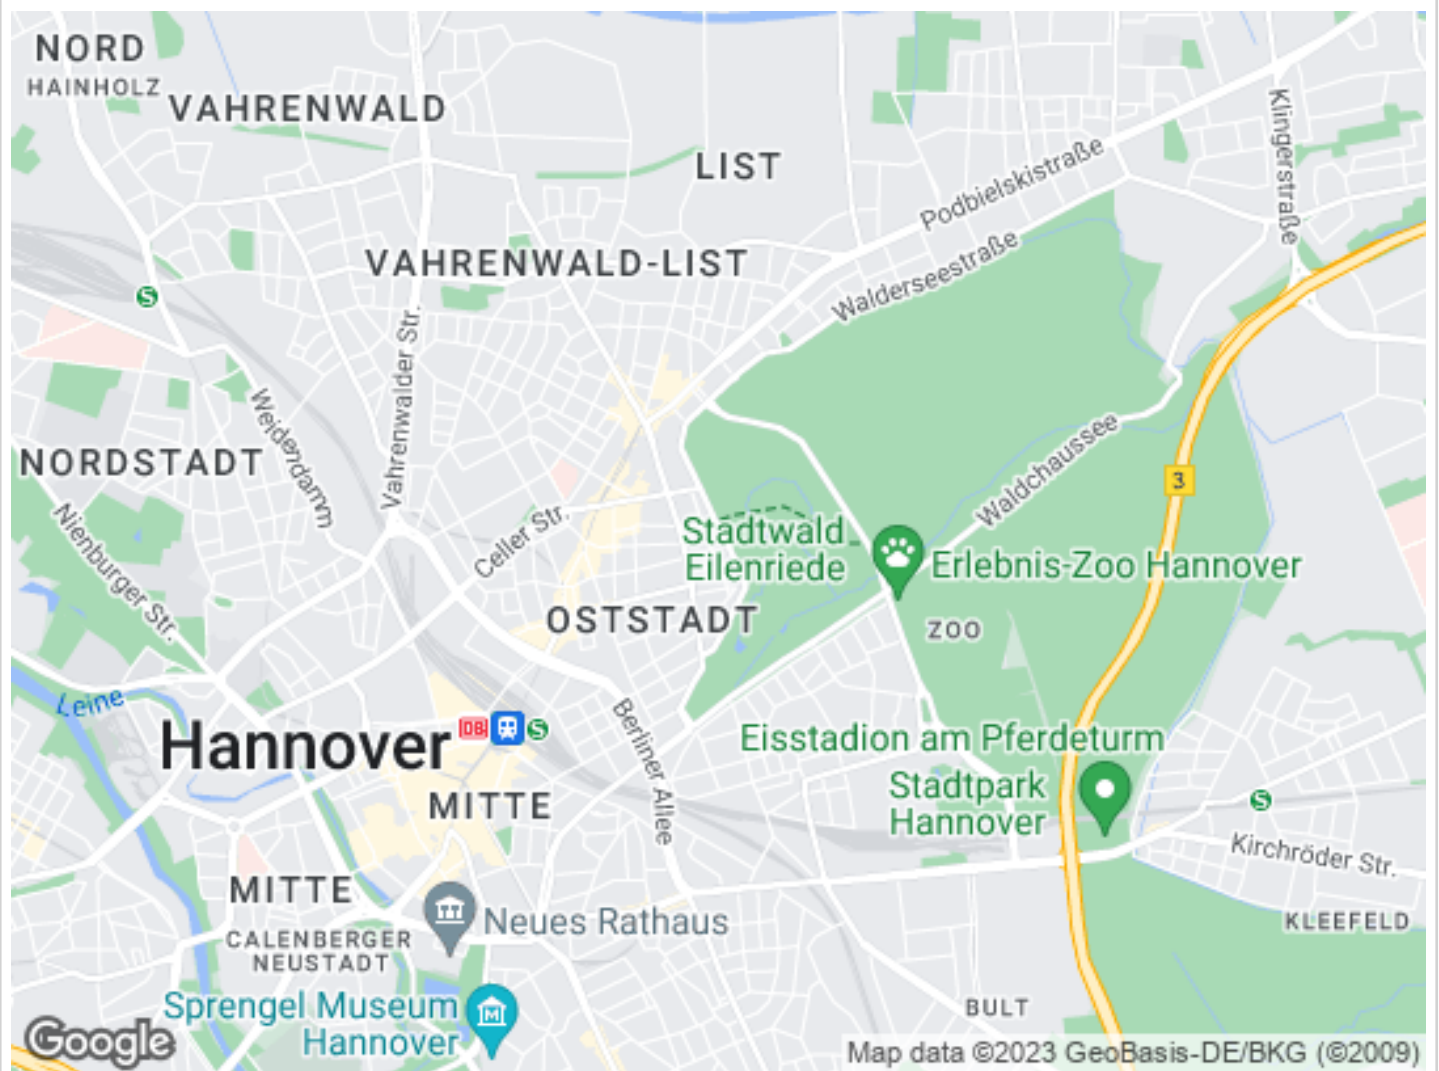 NORD
HAINHOLZ
VAHRENWALD
LIST
Klingerstraße
Podbielskistraße
VAHRENWALD-LIST
Walderseestraße
S
Vahrenwalder Str.
Weidendamm
NORDSTADT
Waldchaussee
3
Nienburger Str.
Celler Str.
Stadtwald
Eilenriede
Erlebnis-Zoo Hannover
OSTSTADT
ZOO
Leine
Hannover
DB
S
Berliner Allee
Eisstadion am Pferdeturm
Stadtpark
Hannover
S
MITTE
Kirchröder Str.
MITTE
Neues Rathaus
KLEEFELD
CALENBERGER
NEUSTADT
Sprengel Museum
Hannover
M
BULT
Google
Map data ©2023 GeoBasis-DE/BKG (©2009)